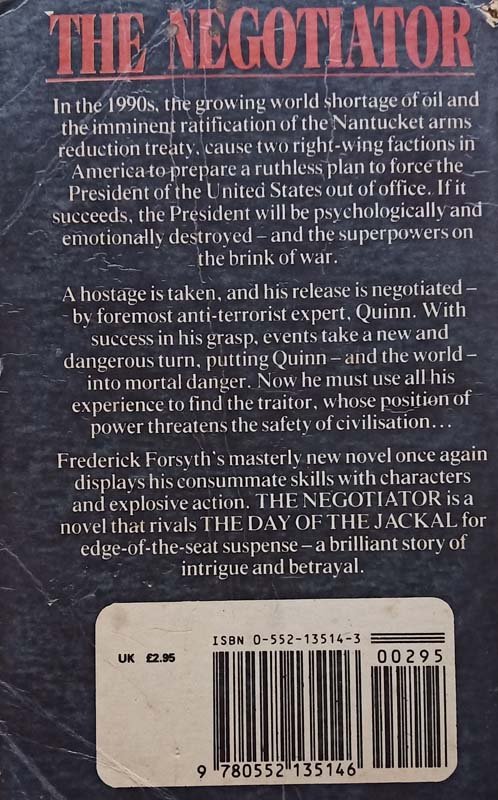 THE NEGOTIATOR
In the 1990s, the growing world shortage of oil and
the imminent ratification of the Nantucket arms
reduction treaty, cause two right-wing factions in
America to prepare a ruthless plan to force the
President of the United States out of office. If it
succeeds, the President will be psychologically and
emotionally destroyed – and the superpowers on
the brink of war.
A hostage is taken, and his release is negotiated –
by foremost anti-terrorist expert, Quinn. With
success in his grasp, events take a new and
dangerous turn, putting Quinn – and the world –
into mortal danger. Now he must use all his
experience to find the traitor, whose position of
power threatens the safety of civilisation...
Frederick Forsyth's masterly new novel once again
displays his consummate skills with characters
and explosive action. THE NEGOTIATOR is a
novel that rivals THE DAY OF THE JACKAL for
edge-of-the-seat suspense – a brilliant story of
intrigue and betrayal.
ISBN 0-552-13514-3
UK £2.95
00295
9 780552 135146